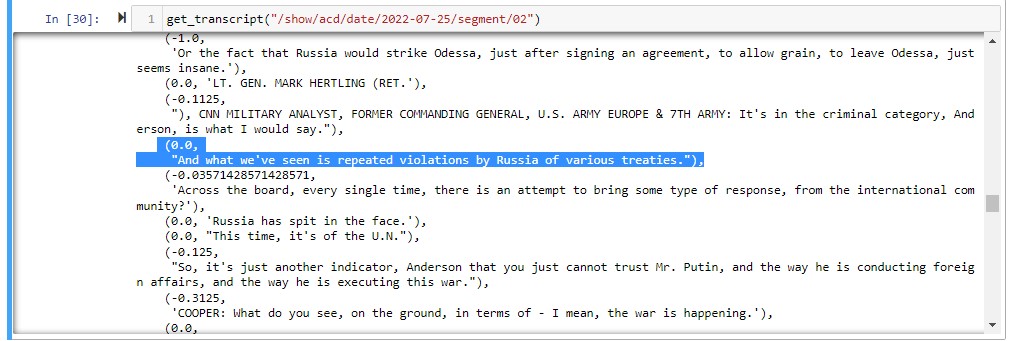 In [30]:
1 get_transcript("/show/acd/date/2022-07-25/segment/02")
(-1.0,
'Or the fact that Russia would strike Odessa, just after signing an agreement, to allow grain, to leave Odessa, just
seems insane.'),
(0.0, 'LT. GEN. MARK HERTLING (RET.'),
(-0.1125,
"), CNN MILITARY ANALYST, FORMER COMMANDING GENERAL, U.S. ARMY EUROPE & 7TH ARMY: It's in the criminal category, And
erson, is what I would say."),
(0.0,
"And what we've seen is repeated violations by Russia of various treaties."),
(-0.03571428571428571,
'Across the board, every single time, there is an attempt to bring some type of response, from the international com
munity?'),
(0.0, 'Russia has spit in the face.'),
(0.0, "This time, it's of the U.N."),
(-0.125,
"So, it's just another indicator, Anderson that you just cannot trust Mr. Putin, and the way he is conducting foreig
n affairs, and the way he is executing this war."),
(-0.3125,
'COOPER: What do you see, on the ground, in terms of - I mean, the war is happening.'),
(0.0,